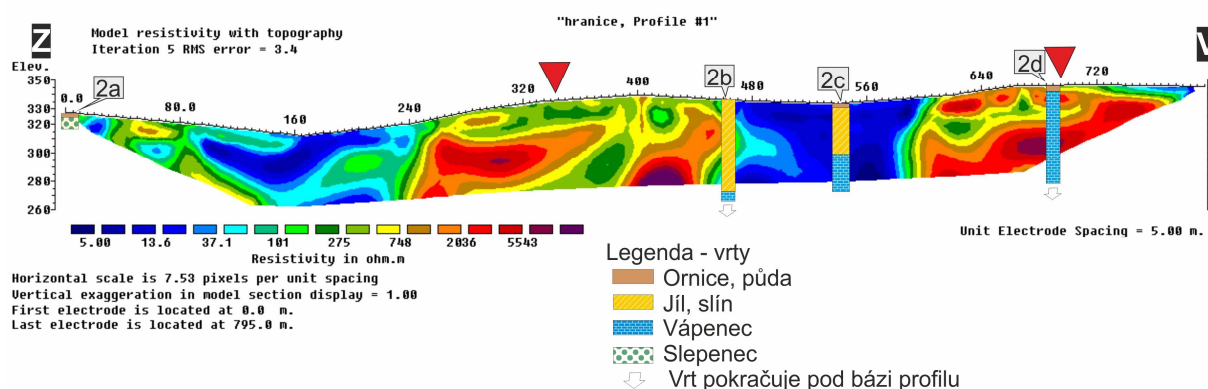 "hranice, Profile #1"
Z
Model resistivity with topography
Iteration 5 RMS error = 3.4
V
Elev.
350
340
320
300
280
260
0.0 80.0 160 240 320 400 480 560 640 720
2a 2b 2c 2d
5.00 13.6 37.1 101 275 748 2036 5543
Resistivity in ohm.m
Unit Electrode Spacing = 5.00 m.
Horizontal scale is 7.53 pixels per unit spacing
Vertical exaggeration in model section display = 1.00
First electrode is located at 0.0 m.
Last electrode is located at 795.0 m.
Legenda - vrty
Ornice, půda
Jíl, slín
Vápenec
Slepenec
Vrt pokračuje pod bázi profilu